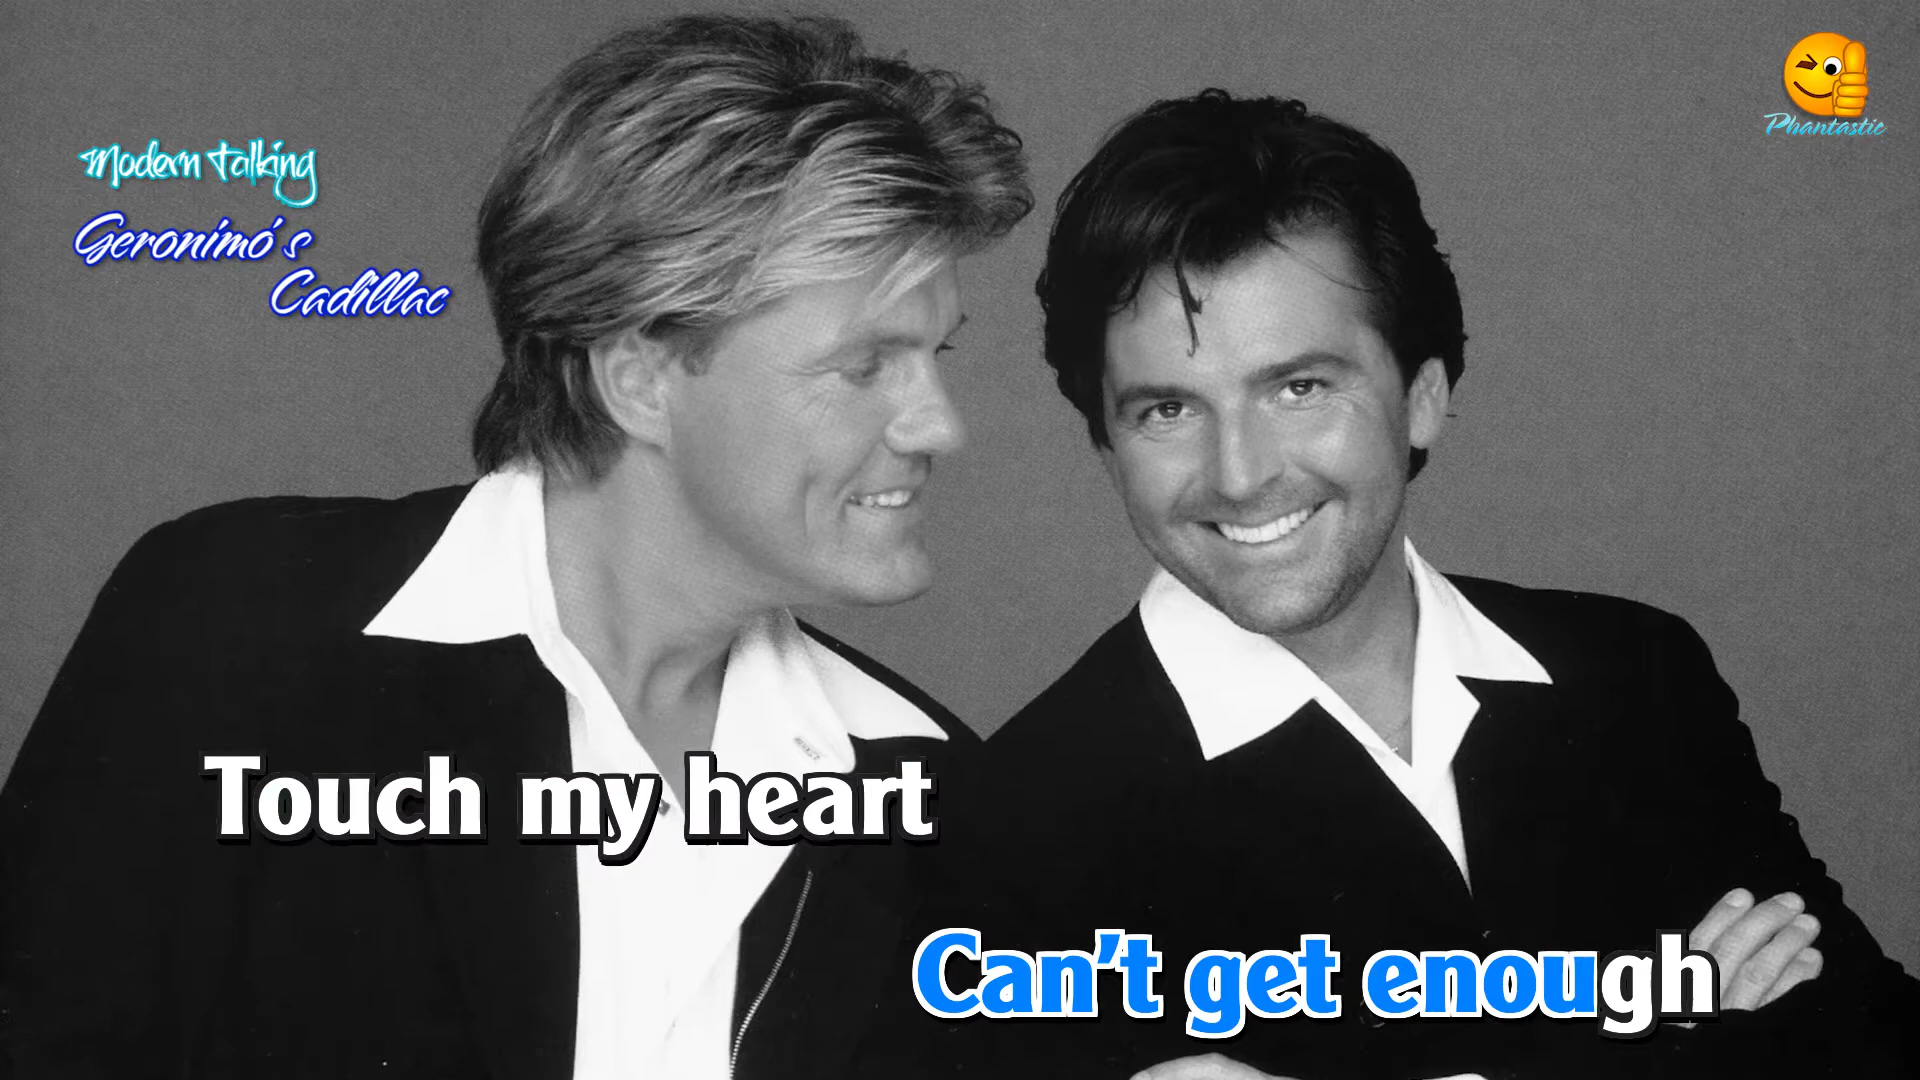 Modern Talking
Geronimó's
Cadillac
Phantastic
Touch my heart
Can't get enough